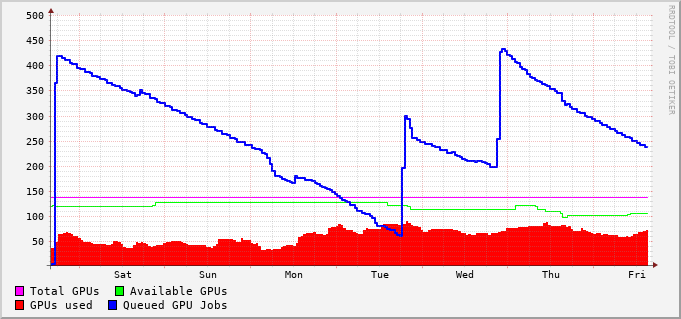 500
450
400
350
300
250
200
150
100
50
Sat Sun Mon Tue Wed Thu Fri
Total GPUs Available GPUs
GPUs used Queued GPU Jobs
RRDTOOL / TOBI OETIKER